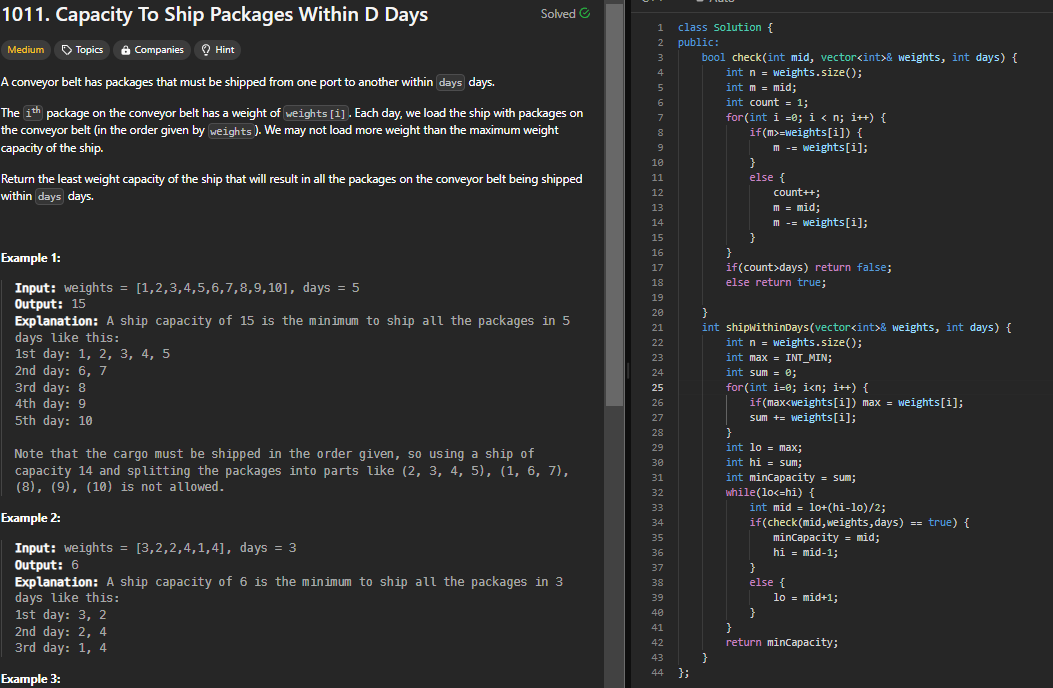 1011. Capacity To Ship Packages Within D Days
Solved
Medium Topics Companies Hint
A conveyor belt has packages that must be shipped from one port to another within days days.
The ith package on the conveyor belt has a weight of weights[i]. Each day, we load the ship with packages on
the conveyor belt (in the order given by weights). We may not load more weight than the maximum weight
capacity of the ship.
Return the least weight capacity of the ship that will result in all the packages on the conveyor belt being shipped
within days days.
Example 1:
Input: weights = [1,2,3,4,5,6,7,8,9,10], days = 5
Output: 15
Explanation: A ship capacity of 15 is the minimum to ship all the packages in 5
days like this:
1st day: 1, 2, 3, 4, 5
2nd day: 6, 7
3rd day: 8
4th day: 9
5th day: 10
Note that the cargo must be shipped in the order given, so using a ship of
capacity 14 and splitting the packages into parts like (2, 3, 4, 5), (1, 6, 7),
(8), (9), (10) is not allowed.
Example 2:
Input: weights = [3,2,2,4,1,4], days = 3
Output: 6
Explanation: A ship capacity of 6 is the minimum to ship all the packages in 3
days like this:
1st day: 3, 2
2nd day: 2, 4
3rd day: 1, 4
Example 3:
1 class Solution {
2 public:
3 bool check(int mid, vector<int>& weights, int days) {
4 int n = weights.size();
5 int m = mid;
6 int count = 1;
7 for(int i =0; i < n; i++) {
8 if(m>=weights[i]) {
9 m -= weights[i];
10 }
11 else {
12 count++;
13 m = mid;
14 m -= weights[i];
15 }
16 }
17 if(count>days) return false;
18 else return true;
19
20 }
21 int shipWithinDays(vector<int>& weights, int days) {
22 int n = weights.size();
23 int max = INT_MIN;
24 int sum = 0;
25 for(int i=0; i<n; i++) {
26 if(max<weights[i]) max = weights[i];
27 sum += weights[i];
28 }
29 int lo = max;
30 int hi = sum;
31 int minCapacity = sum;
32 while(lo<=hi) {
33 int mid = lo+(hi-lo)/2;
34 if(check(mid,weights,days) == true) {
35 minCapacity = mid;
36 hi = mid-1;
37 }
38 else {
39 lo = mid+1;
40 }
41 }
42 return minCapacity;
43 }
44 };